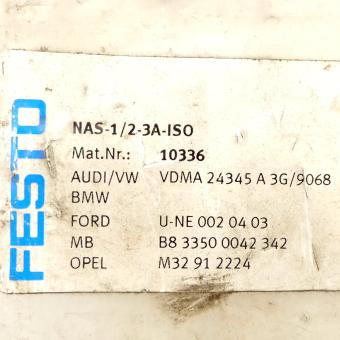 FESTO
NAS-1/2-3A-ISO
Mat.Nr.: 10336
AUDI/VW VDMA 24345 A 3G/9068
BMW
FORD U-NE 002 04 03
MB B8 3350 0042 342
OPEL M32 91 2224